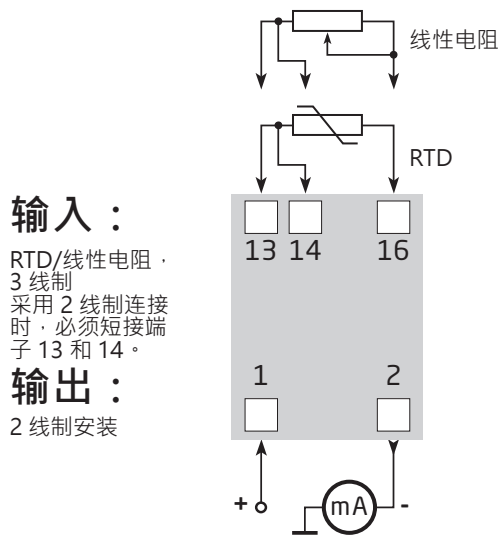 线性电阻
RTD
输入：
RTD/线性电阻，
3 线制
采用 2 线制连接
时，必须短接端
子 13 和 14。
输出：
2 线制安装
13 14 16
1 2
+ mA -